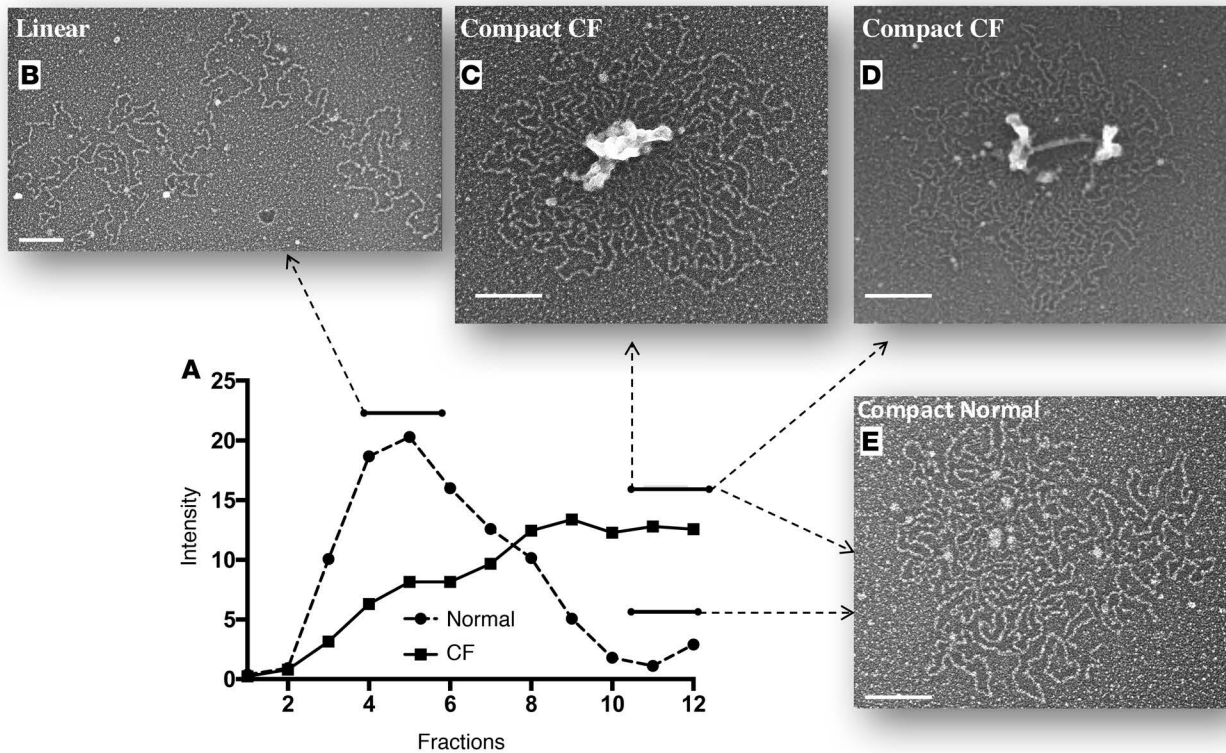 Linear
B
Compact CF
C
Compact CF
D
A
25
20
15
10
5
0
Intensity
Normal
CF
2
4
6
8
10
12
Fractions
Compact Normal
E